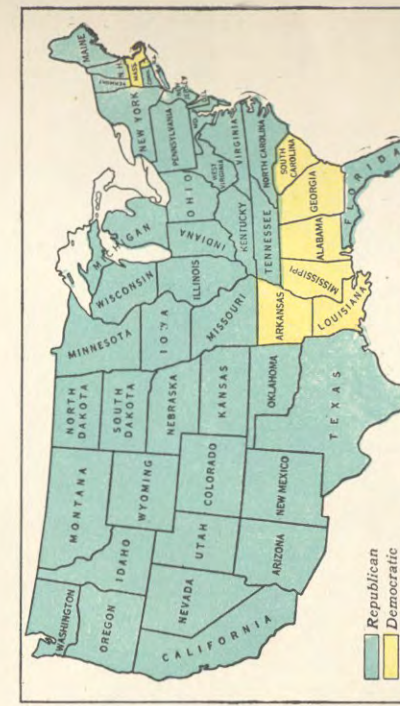 WASHINGTON
OREGON
CALIFORNIA
NEVADA
IDAHO
MONTANA
WYOMING
UTAH
ARIZONA
COLORADO
NEW MEXICO
NORTH
DAKOTA
SOUTH
DAKOTA
NEBRASKA
KANSAS
OKLAHOMA
TEXAS
MINNESOTA
IOWA
MISSOURI
ARKANSAS
LOUISIANA
WISCONSIN
ILLINOIS
MICHIGAN
INDIANA
OHIO
KENTUCKY
TENNESSEE
MISSISSIPPI
ALABAMA
GEORGIA
FLORIDA
SOUTH
CAROLINA
NORTH CAROLINA
VIRGINIA
WEST
VIRGINIA
PENNSYLVANIA
NEW YORK
VERMONT
N H
MASS
MAINE
Republican
Democratic